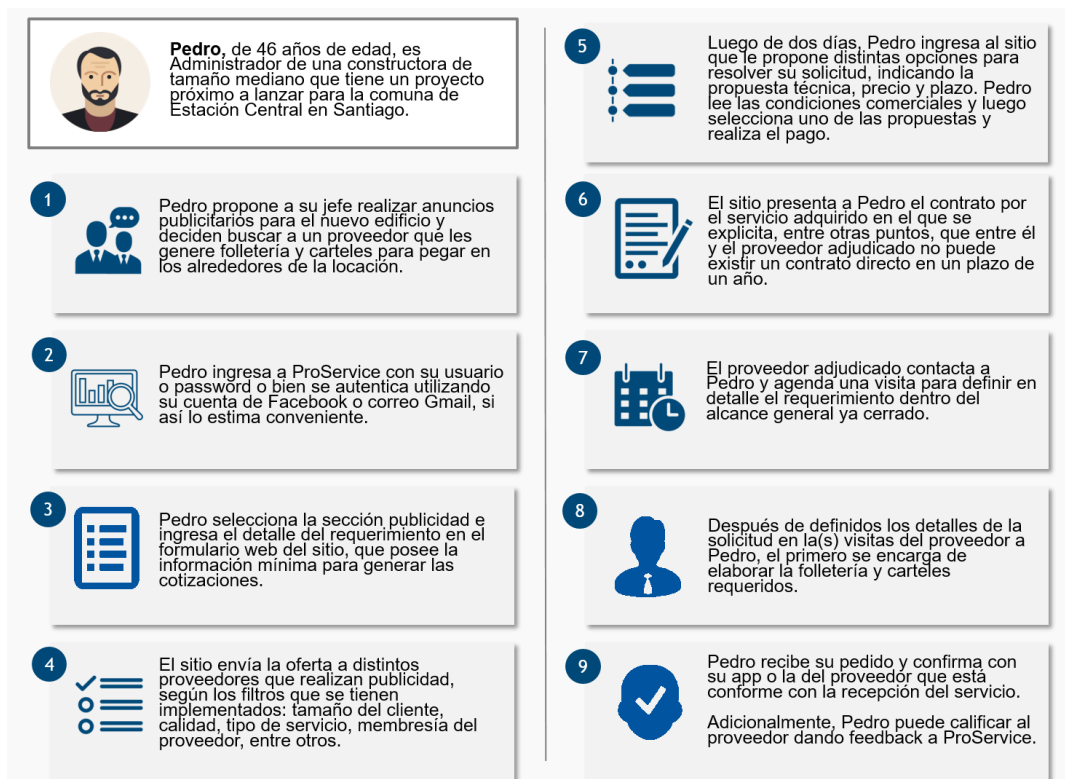 Pedro, de 46 años de edad, es
Administrador de una constructora de
tamaño mediano que tiene un proyecto
próximo a lanzar para la comuna de
Estación Central en Santiago.
1
Pedro propone a su jefe realizar anuncios
publicitarios para el nuevo edificio y
deciden buscar a un proveedor que les
genere folletería y carteles para pegar en
los alrededores de la locación.
2
Pedro ingresa a ProService con su usuario
o password o bien se autentica utilizando
su cuenta de Facebook o correo Gmail, si
así lo estima conveniente.
3
Pedro selecciona la sección publicidad e
ingresa el detalle del requerimiento en el
formulario web del sitio, que posee la
información mínima para generar las
cotizaciones.
4
El sitio envía la oferta a distintos
proveedores que realizan publicidad,
según los filtros que se tienen
implementados: tamaño del cliente,
calidad, tipo de servicio, membresía del
proveedor, entre otros.
5
Luego de dos días, Pedro ingresa al sitio
que le propone distintas opciones para
resolver su solicitud, indicando la
propuesta técnica, precio y plazo. Pedro
lee las condiciones comerciales y luego
selecciona uno de las propuestas y
realiza el pago.
6
El sitio presenta a Pedro el contrato por
el servicio adquirido en el que se
explicita, entre otras puntos, que entre él
y el proveedor adjudicado no puede
existir un contrato directo en un plazo de
un año.
7
El proveedor adjudicado contacta a
Pedro y agenda una visita para definir en
detalle el requerimiento dentro del
alcance general ya cerrado.
8
Después de definidos los detalles de la
solicitud en la(s) visitas del proveedor a
Pedro, el primero se encarga de
elaborar la folletería y carteles
requeridos.
9
Pedro recibe su pedido y confirma con
su app o la del proveedor que está
conforme con la recepción del servicio.
Adicionalmente, Pedro puede calificar al
proveedor dando feedback a ProService.